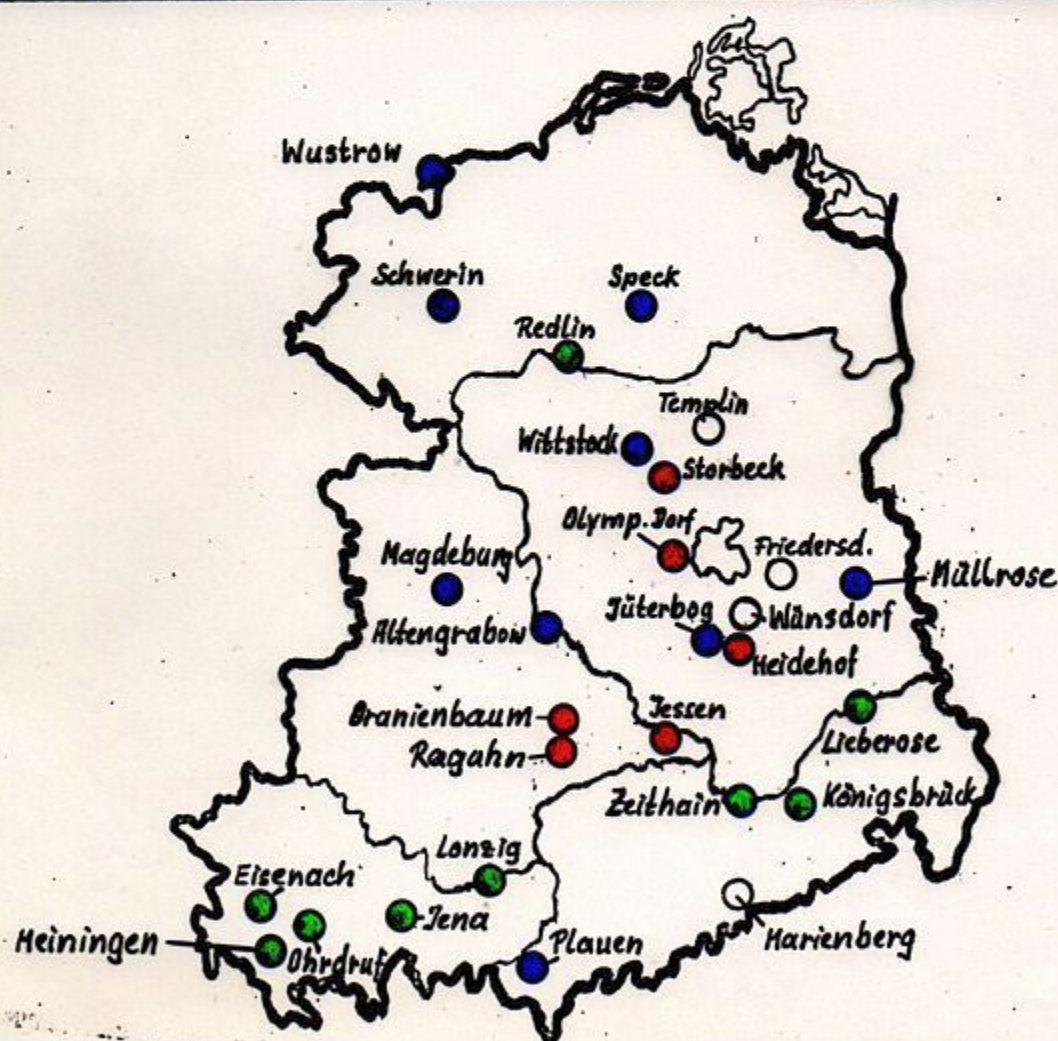 Wustrow
Schwerin
Speck
Redlin
Templin
Wittstock
Storbeck
Olymp. Dorf
Friedersd.
Magdeburg
Müllrose
Jüterbog
Wünsdorf
Altengrabow
Heidehof
Oranienbaum
Jessen
Ragahn
Lieberose
Zeithain
Königsbrück
Lonzig
Eisenach
Jena
Meiningen
Ohrdruf
Plauen
Marienberg